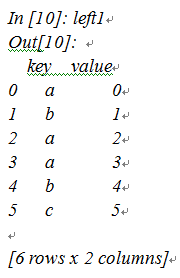 In [10]: left1
Out[10]:
key value
0 a 0
1 b 1
2 a 2
3 a 3
4 b 4
5 c 5
[6 rows x 2 columns]